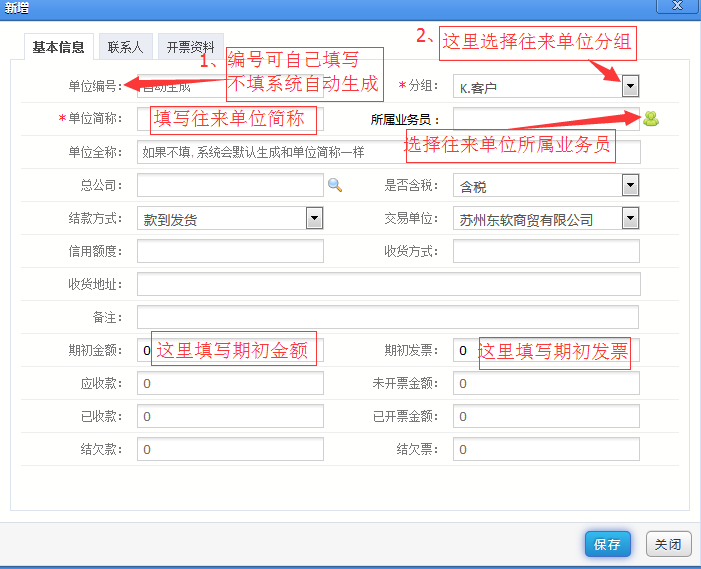 新增
X
基本信息 联系人 开票资料
1、编号可自己填写
不填系统自动生成
2、这里选择往来单位分组
单位编号： 自动生成 *分组： K.客户
*单位简称： 填写往来单位简称 所属业务员：
选择往来单位所属业务员
单位全称： 如果不填,系统会默认生成和单位简称一样
总公司： 是否含税： 含税
结款方式： 款到发货 交易单位： 苏州东软商贸有限公司
信用额度： 收货方式：
收货地址：
备注：
期初金额： 0 这里填写期初金额 期初发票： 0 这里填写期初发票
应收款： 0 未开票金额： 0
已收款： 0 已开票金额： 0
结欠款： 0 结欠票： 0
保存 关闭